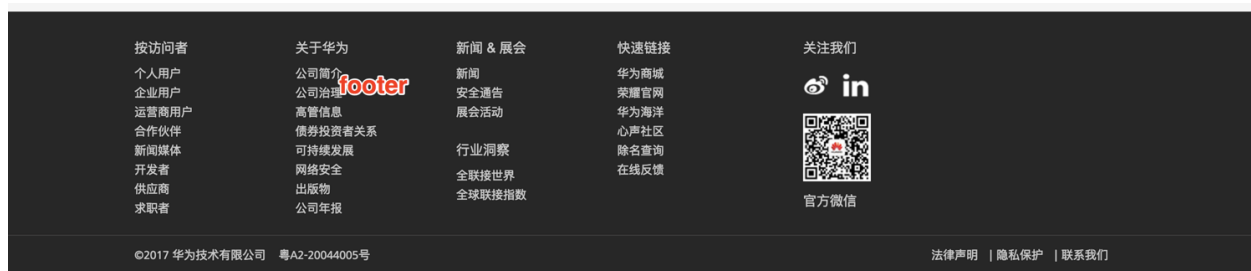 按访问者
个人用户
企业用户
运营商用户
合作伙伴
新闻媒体
开发者
供应商
求职者
关于华为
公司简介
公司治理
footer
高管信息
债券投资者关系
可持续发展
网络安全
出版物
公司年报
新闻 & 展会
新闻
安全通告
展会活动
行业洞察
全联接世界
全球联接指数
快速链接
华为商城
荣耀官网
华为海洋
心声社区
除名查询
在线反馈
关注我们
in
官方微信
©2017 华为技术有限公司 粤A2-20044005号
法律声明 | 隐私保护 | 联系我们